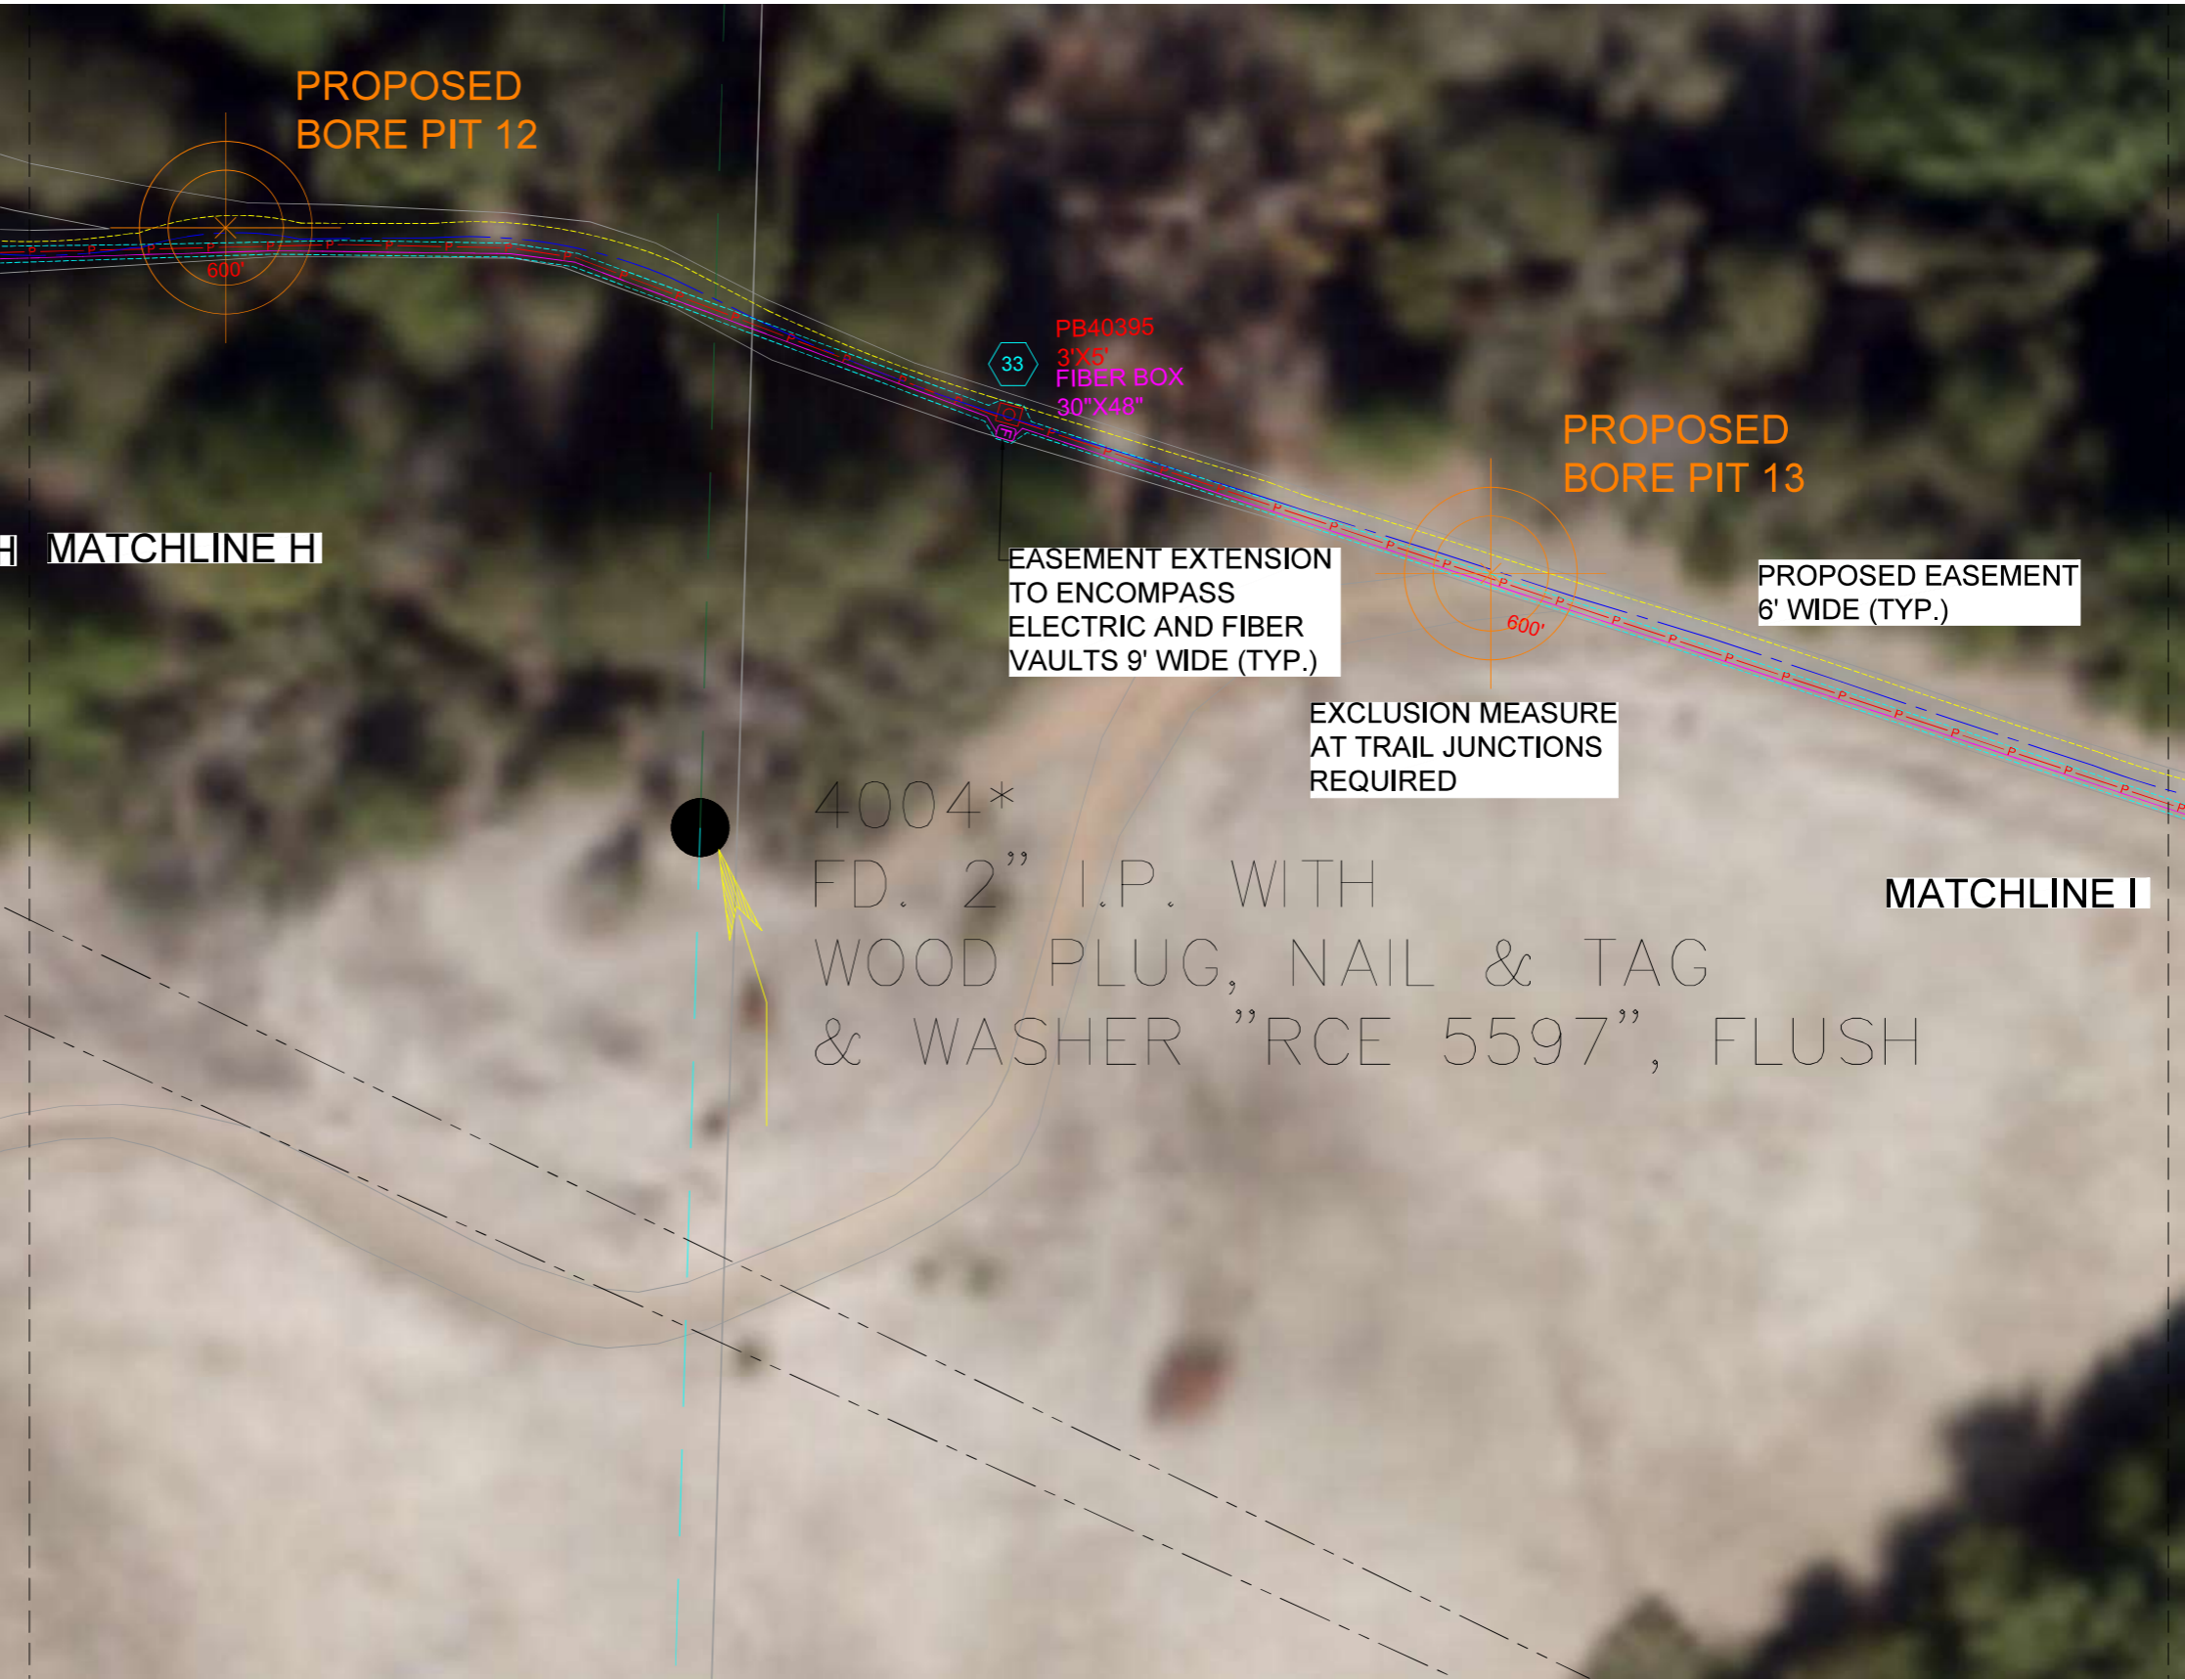 PROPOSED
BORE PIT 12
600'
33
PB40395
3'X5'
FIBER BOX
30"X48"
F
PROPOSED
BORE PIT 13
600'
H
MATCHLINE H
EASEMENT EXTENSION
TO ENCOMPASS
ELECTRIC AND FIBER
VAULTS 9' WIDE (TYP.)
PROPOSED EASEMENT
6' WIDE (TYP.)
EXCLUSION MEASURE
AT TRAIL JUNCTIONS
REQUIRED
4004*
FD. 2" I.P. WITH
WOOD PLUG, NAIL & TAG
& WASHER "RCE 5597", FLUSH
MATCHLINE I